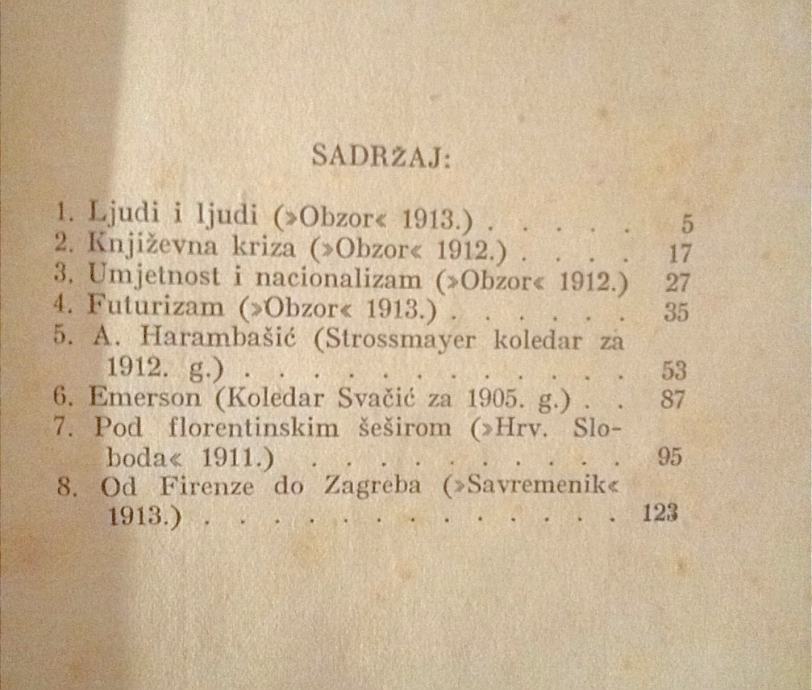 SADRŽAJ:
1. Ljudi i ljudi (»Obzor« 1913.) . . . . . 5
2. Književna kriza (»Obzor« 1912.) . . . . 17
3. Umjetnost i nacionalizam (»Obzor« 1912.) 27
4. Futurizam (»Obzor« 1913.) . . . . . . 35
5. A. Harambašić (Strossmayer koledar za
1912. g.) . . . . . . . . . . . . 53
6. Emerson (Koledar Svačić za 1905. g.) . . 87
7. Pod florentinskim šeširom (»Hrv. Slo-
boda« 1911.) . . . . . . . . . . 95
8. Od Firenze do Zagreba (»Savremenik«
1913.) . . . . . . . . . . . . . 123